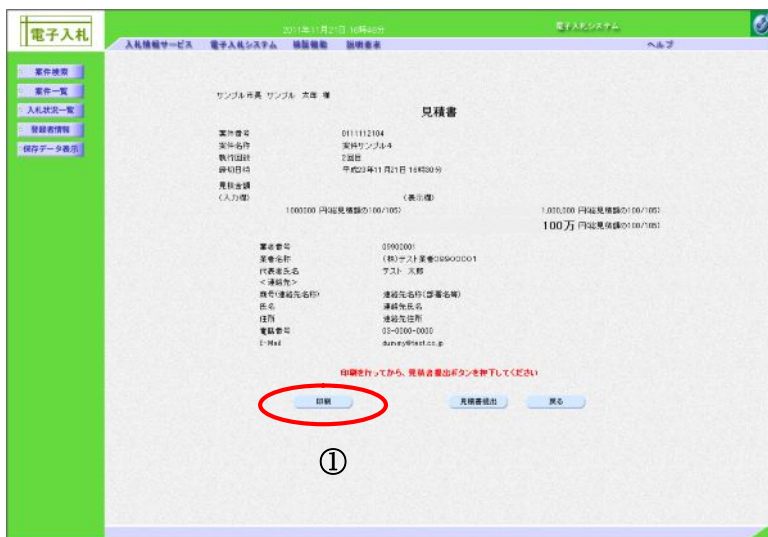 電子入札
2011年11月21日 16時48分
電子入札システム
入札情報サービス 電子入札システム 検証機能 説明要求
ヘルプ
案件検索
案件一覧
入札状況一覧
登録者情報
保存データ表示
サンプル市長 サンプル 太郎 様
見積書
案件番号 0111112104
案件名称 案件サンプル4
執行回数 2回目
締切日時 平成23年11月21日 16時30分
見積金額
(入力欄) (表示欄)
1000000 円(総見積額の100/105) 1,000,000 円(総見積額の100/105)
100万 円(総見積額の100/105)
業者番号 09900001
業者名称 (株)テスト業者09900001
代表者氏名 テスト 太郎
<連絡先>
商号(連絡先名称) 連絡先名称(部署名等)
氏名 連絡先氏名
住所 連絡先住所
電話番号 03-0000-0000
E-Mail dummy@test.co.jp
印刷を行ってから、見積書提出ボタンを押下してください
印刷 見積書提出 戻る
①